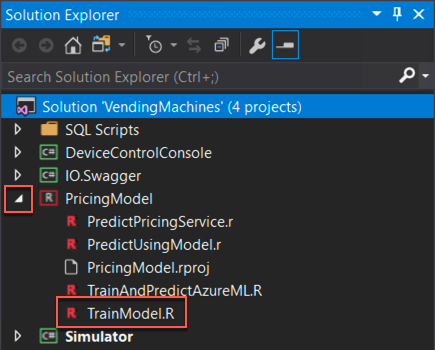 Solution Explorer
Search Solution Explorer (Ctrl+;)
Solution 'VendingMachines' (4 projects)
SQL Scripts
C# DeviceControlConsole
C# IO.Swagger
R PricingModel
R PredictPricingService.r
R PredictUsingModel.r
PricingModel.rproj
R TrainAndPredictAzureML.R
R TrainModel.R
C# Simulator